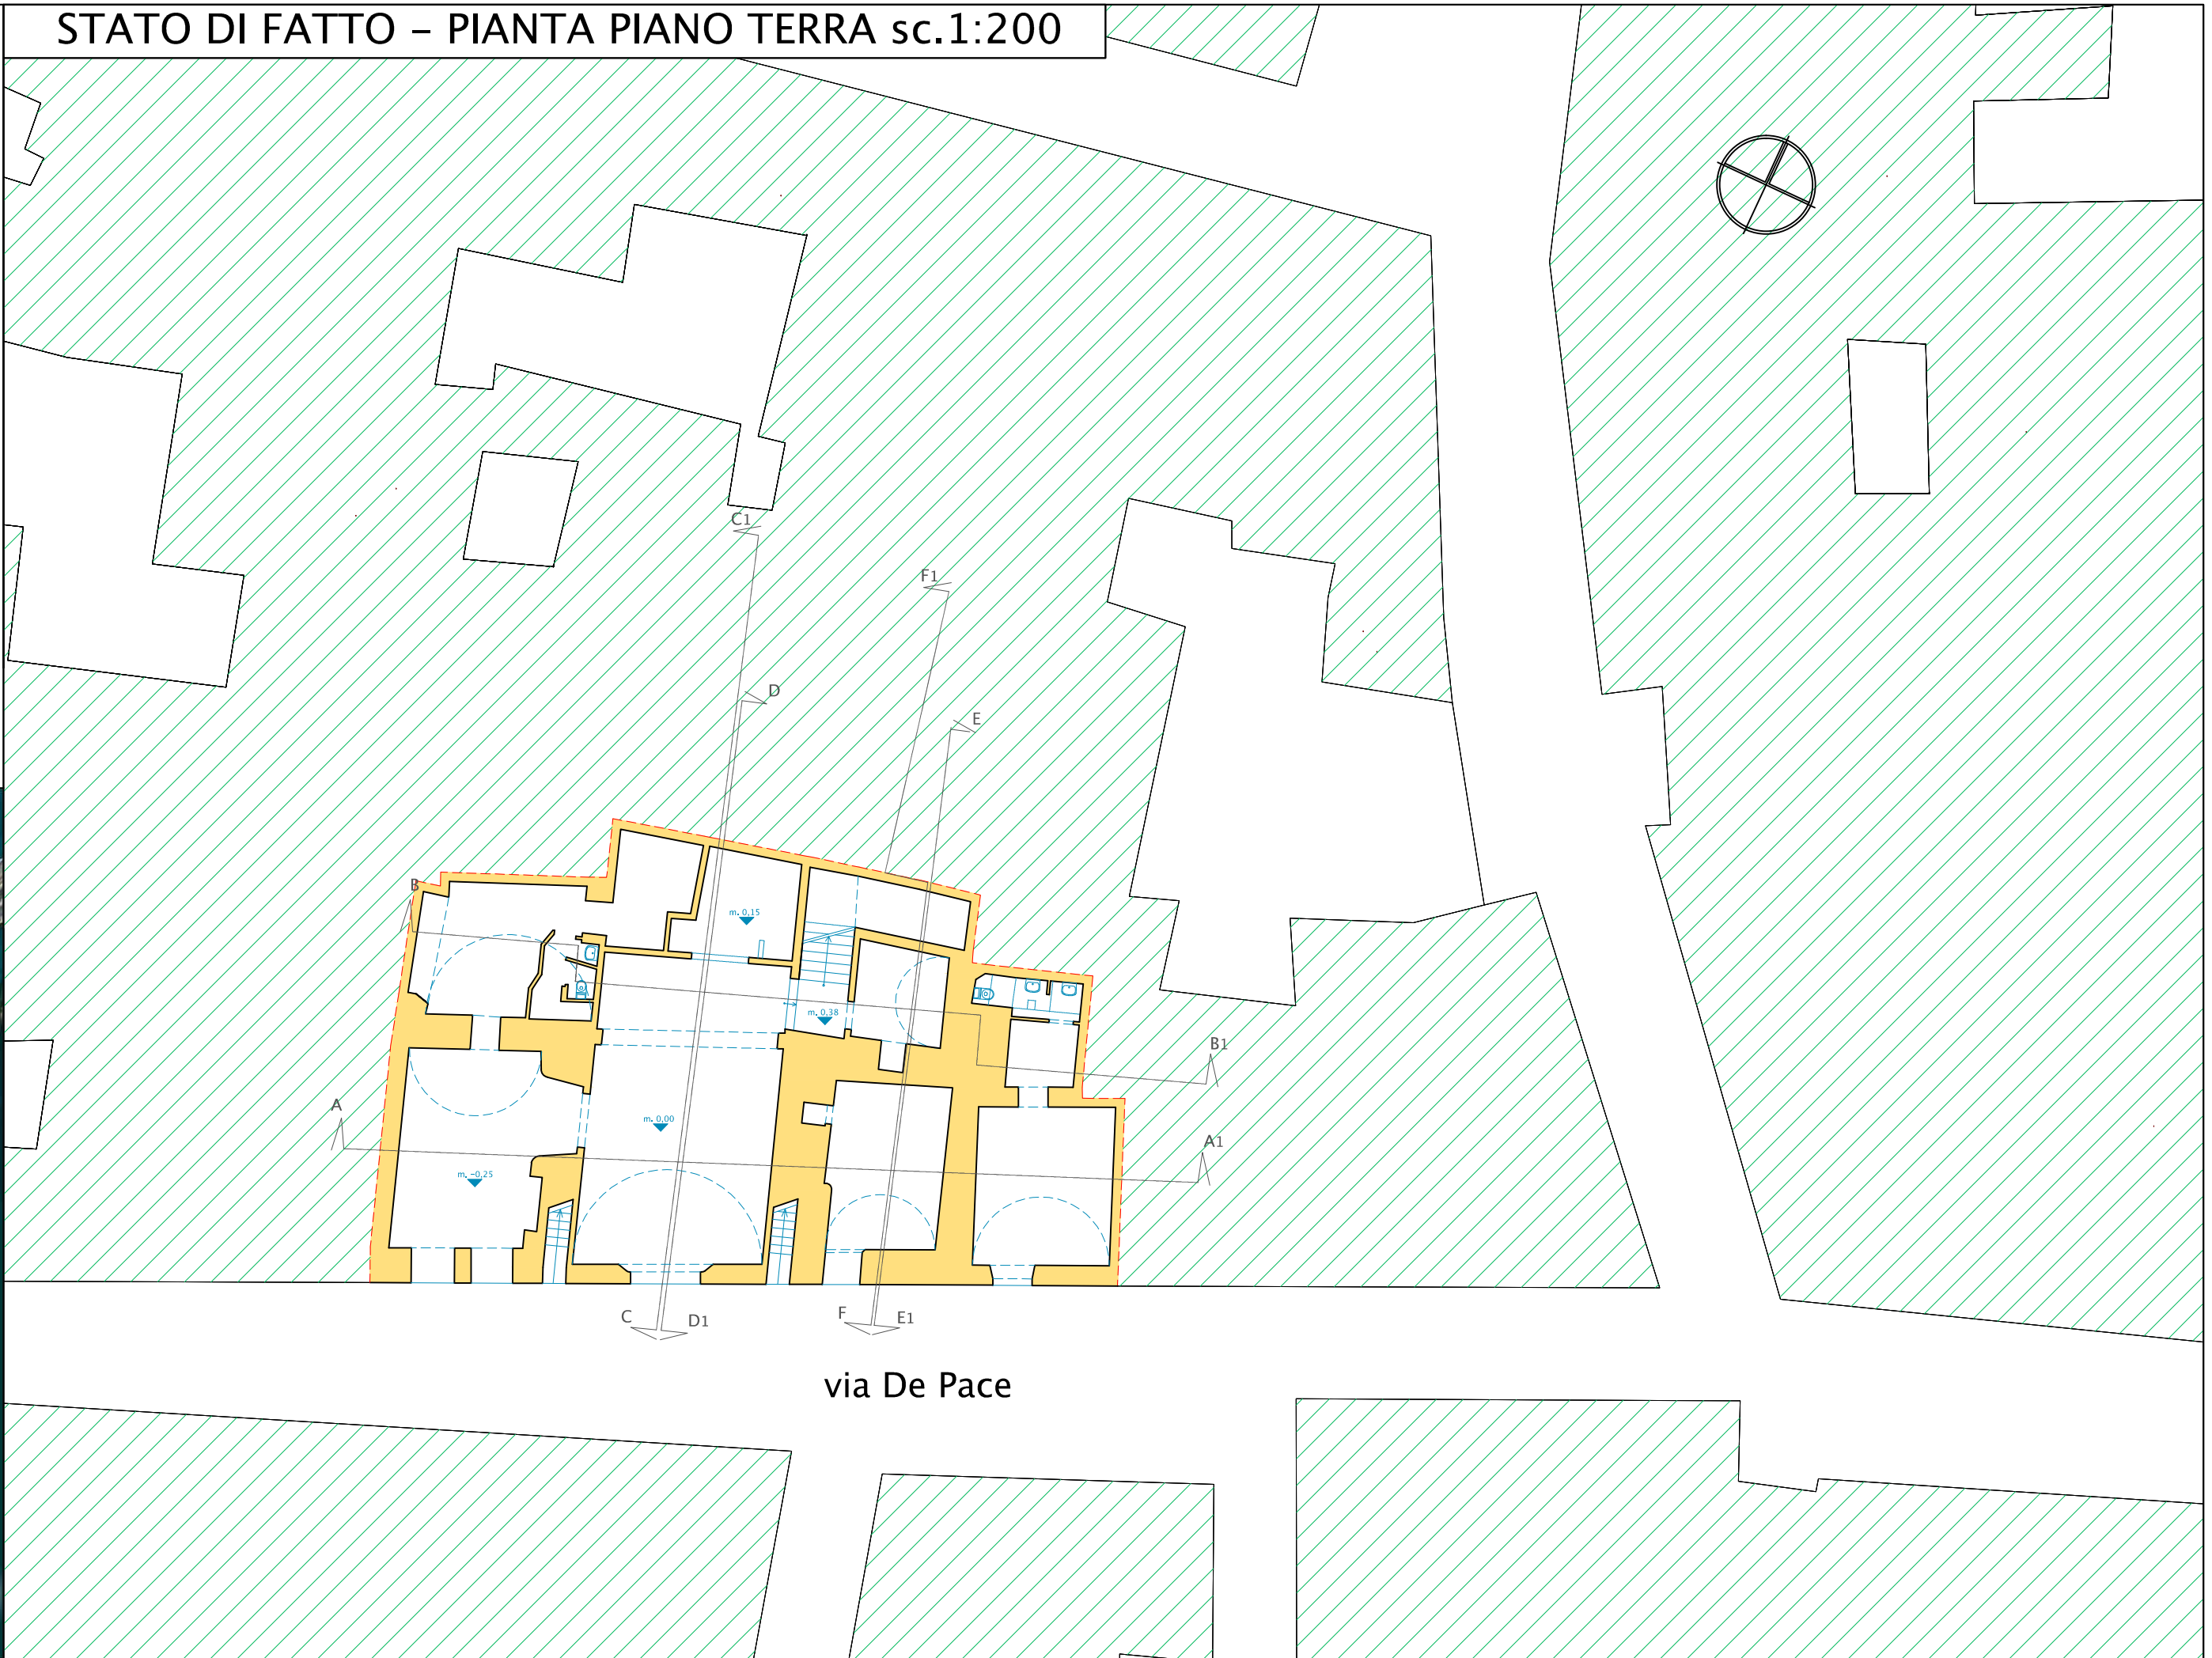 STATO DI FATTO – PIANTA PIANO TERRA sc.1:200
C1
F1
D
E
B
m. 0,15
m. 0,38
B1
A
m. 0,00
A1
m. -0,25
C
D1
F
E1
via De Pace